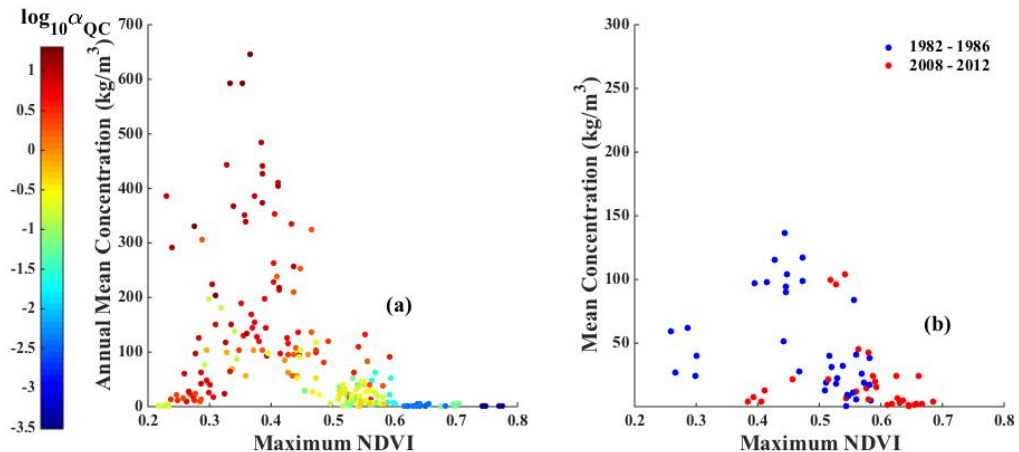 log10αQC
1
0.5
0
-0.5
-1
-1.5
-2
-2.5
-3
-3.5
Annual Mean Concentration (kg/m3)
700
600
500
400
300
200
100
0
0.2 0.3 0.4 0.5 0.6 0.7 0.8
Maximum NDVI
(a)
Mean Concentration (kg/m3)
300
250
200
150
100
50
0.2 0.3 0.4 0.5 0.6 0.7 0.8
Maximum NDVI
1982 - 1986
2008 - 2012
(b)